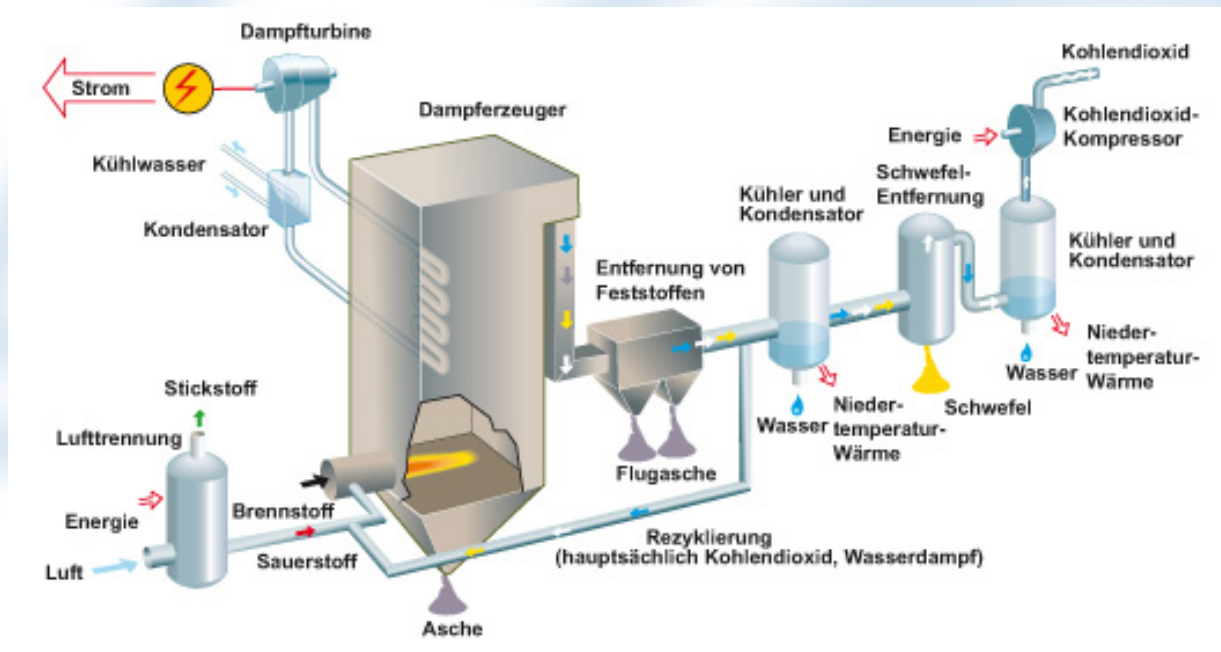 Dampfturbine
Strom
Dampferzeuger
Kühlwasser
Kondensator
Kohlendioxid
Energie
Kohlendioxid-
Kompressor
Schwefel-
Entfernung
Kühler und
Kondensator
Kühler und
Kondensator
Entfernung von
Feststoffen
Nieder-
temperatur-
Wärme
Wasser
Schwefel
Wasser
Nieder-
temperatur-
Wärme
Flugasche
Stickstoff
Lufttrennung
Energie
Brennstoff
Sauerstoff
Luft
Rezyklierung
(hauptsächlich Kohlendioxid, Wasserdampf)
Asche